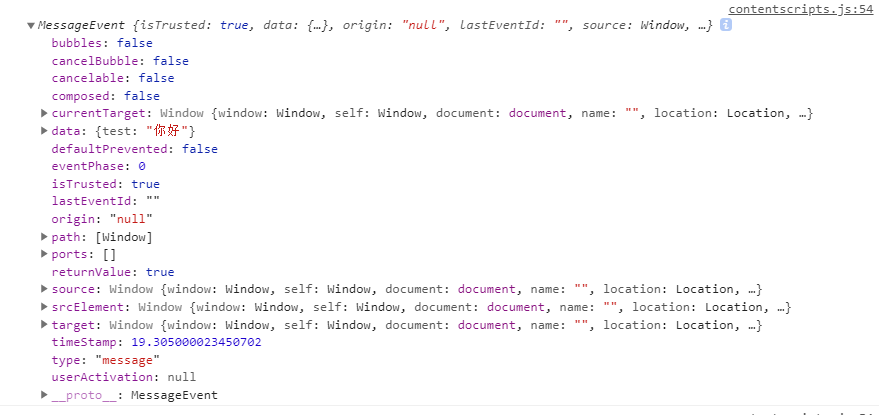 contentscripts.js:54
▼MessageEvent {isTrusted: true, data: {…}, origin: "null", lastEventId: "", source: Window, …} i
bubbles: false
cancelBubble: false
cancelable: false
composed: false
▶currentTarget: Window {window: Window, self: Window, document: document, name: "", location: Location, …}
▶data: {test: "你好"}
defaultPrevented: false
eventPhase: 0
isTrusted: true
lastEventId: ""
origin: "null"
▶path: [Window]
▶ports: []
returnValue: true
▶source: Window {window: Window, self: Window, document: document, name: "", location: Location, …}
▶srcElement: Window {window: Window, self: Window, document: document, name: "", location: Location, …}
▶target: Window {window: Window, self: Window, document: document, name: "", location: Location, …}
timeStamp: 19.305000023450702
type: "message"
userActivation: null
▶__proto__: MessageEvent